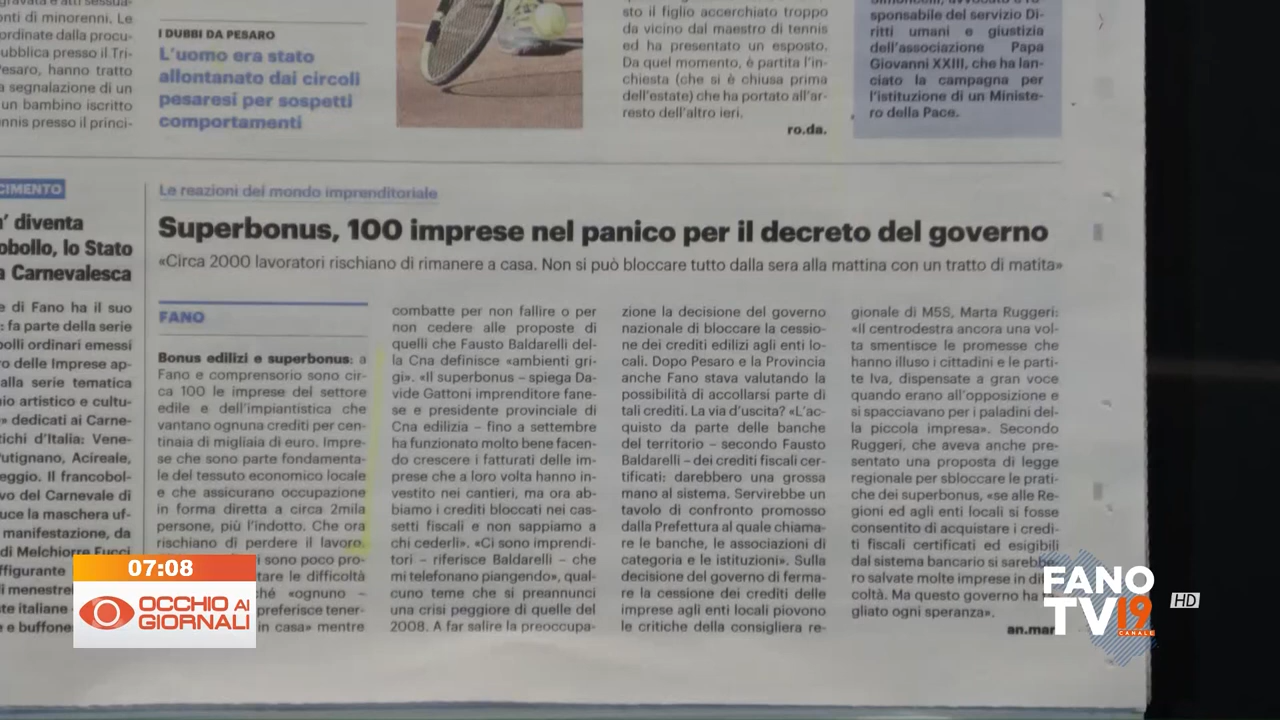 onti di minorenni. Le
ordinate dalla procu-
ubblica presso il Tri-
Pesaro, hanno tratto
a segnalazione di un
un bambino iscritto
nnis presso il princi-
I DUBBI DA PESARO
L'uomo era stato
allontanato dai circoli
pesaresi per sospetti
comportamenti
sto il figlio accerchiato troppo
da vicino dal maestro di tennis
ed ha presentato un esposto.
Da quel momento, è partita l'in-
chiesta (che si è chiusa prima
dell'estate) che ha portato all'ar-
resto dell'altro ieri.
ro.da.
sponsabile del servizio Di-
ritti umani e giustizia
dell'associazione Papa
Giovanni XXIII, che ha lan-
ciato la campagna per
l'istituzione di un Ministe-
ro della Pace.
CIMENTO
' diventa
obollo, lo Stato
a Carnevalesca
e di Fano ha il suo
: fa parte della serie
olli ordinari emessi
ro delle Imprese ap-
alla serie tematica
io artistico e cultu-
» dedicati ai Carne-
tichi d'Italia: Vene-
utignano, Acireale,
eggio. Il francobol-
vo del Carnevale di
uce la maschera uf-
manifestazione, da
di Melchiorre Fucci
ffigurante
i menestre
te italiane
e e buffone
Le reazioni del mondo imprenditoriale
Superbonus, 100 imprese nel panico per il decreto del governo
«Circa 2000 lavoratori rischiano di rimanere a casa. Non si può bloccare tutto dalla sera alla mattina con un tratto di matita»
FANO
Bonus edilizi e superbonus: a
Fano e comprensorio sono cir-
ca 100 le imprese del settore
edile e dell'impiantistica che
vantano ognuna crediti per cen-
tinaia di migliaia di euro. Impre-
se che sono parte fondamenta-
le del tessuto economico locale
e che assicurano occupazione
in forma diretta a circa 2mila
persone, più l'indotto. Che ora
rischiano di perdere il lavoro.
sono poco pro-
tare le difficoltà
hé «ognuno –
preferisce tener-
in casa» mentre
combatte per non fallire o per
non cedere alle proposte di
quelli che Fausto Baldarelli del-
la Cna definisce «ambienti gri-
gi». «Il superbonus – spiega Da-
vide Gattoni imprenditore fane-
se e presidente provinciale di
Cna edilizia – fino a settembre
ha funzionato molto bene facen-
do crescere i fatturati delle im-
prese che a loro volta hanno in-
vestito nei cantieri, ma ora ab-
biamo i crediti bloccati nei cas-
setti fiscali e non sappiamo a
chi cederli». «Ci sono imprendi-
tori – riferisce Baldarelli – che
mi telefonano piangendo», qual-
cuno teme che si preannunci
una crisi peggiore di quelle del
2008. A far salire la preoccupa-
zione la decisione del governo
nazionale di bloccare la cessio-
ne dei crediti edilizi agli enti lo-
cali. Dopo Pesaro e la Provincia
anche Fano stava valutando la
possibilità di accollarsi parte di
tali crediti. La via d'uscita? «L'ac-
quisto da parte delle banche
del territorio – secondo Fausto
Baldarelli – dei crediti fiscali cer-
tificati: darebbero una grossa
mano al sistema. Servirebbe un
tavolo di confronto promosso
dalla Prefettura al quale chiama-
re le banche, le associazioni di
categoria e le istituzioni». Sulla
decisione del governo di ferma-
re la cessione dei crediti delle
imprese agli enti locali piovono
le critiche della consigliera re-
gionale di M5S, Marta Ruggeri:
«Il centrodestra ancora una vol-
ta smentisce le promesse che
hanno illuso i cittadini e le parti-
te Iva, dispensate a gran voce
quando erano all'opposizione e
si spacciavano per i paladini del-
la piccola impresa». Secondo
Ruggeri, che aveva anche pre-
sentato una proposta di legge
regionale per sbloccare le prati-
che dei superbonus, «se alle Re-
gioni ed agli enti locali si fosse
consentito di acquistare i credi-
ti fiscali certificati ed esigibili
dal sistema bancario si sarebbe-
ro salvate molte imprese in di
coltà. Ma questo governo ha
gliato ogni speranza».
an.mar
07:08
OCCHIO AI
GIORNALI
FANO
TV 19
CANALE
HD